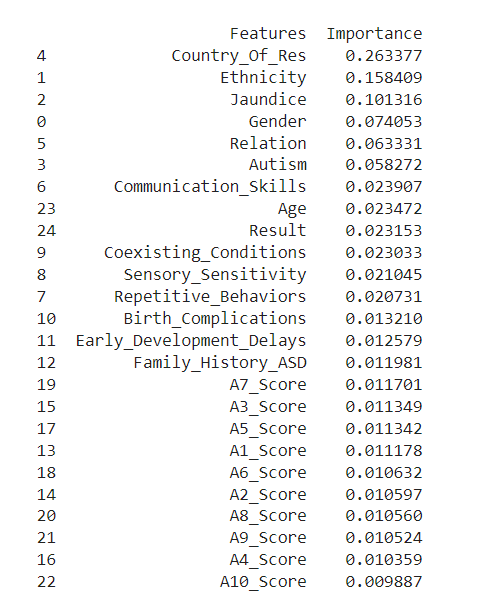 Features Importance
4 Country_Of_Res 0.263377
1 Ethnicity 0.158409
2 Jaundice 0.101316
0 Gender 0.074053
5 Relation 0.063331
3 Autism 0.058272
6 Communication_Skills 0.023907
23 Age 0.023472
24 Result 0.023153
9 Coexisting_Conditions 0.023033
8 Sensory_Sensitivity 0.021045
7 Repetitive_Behaviors 0.020731
10 Birth_Complications 0.013210
11 Early_Development_Delays 0.012579
12 Family_History_ASD 0.011981
19 A7_Score 0.011701
15 A3_Score 0.011349
17 A5_Score 0.011342
13 A1_Score 0.011178
18 A6_Score 0.010632
14 A2_Score 0.010597
20 A8_Score 0.010560
21 A9_Score 0.010524
16 A4_Score 0.010359
22 A10_Score 0.009887